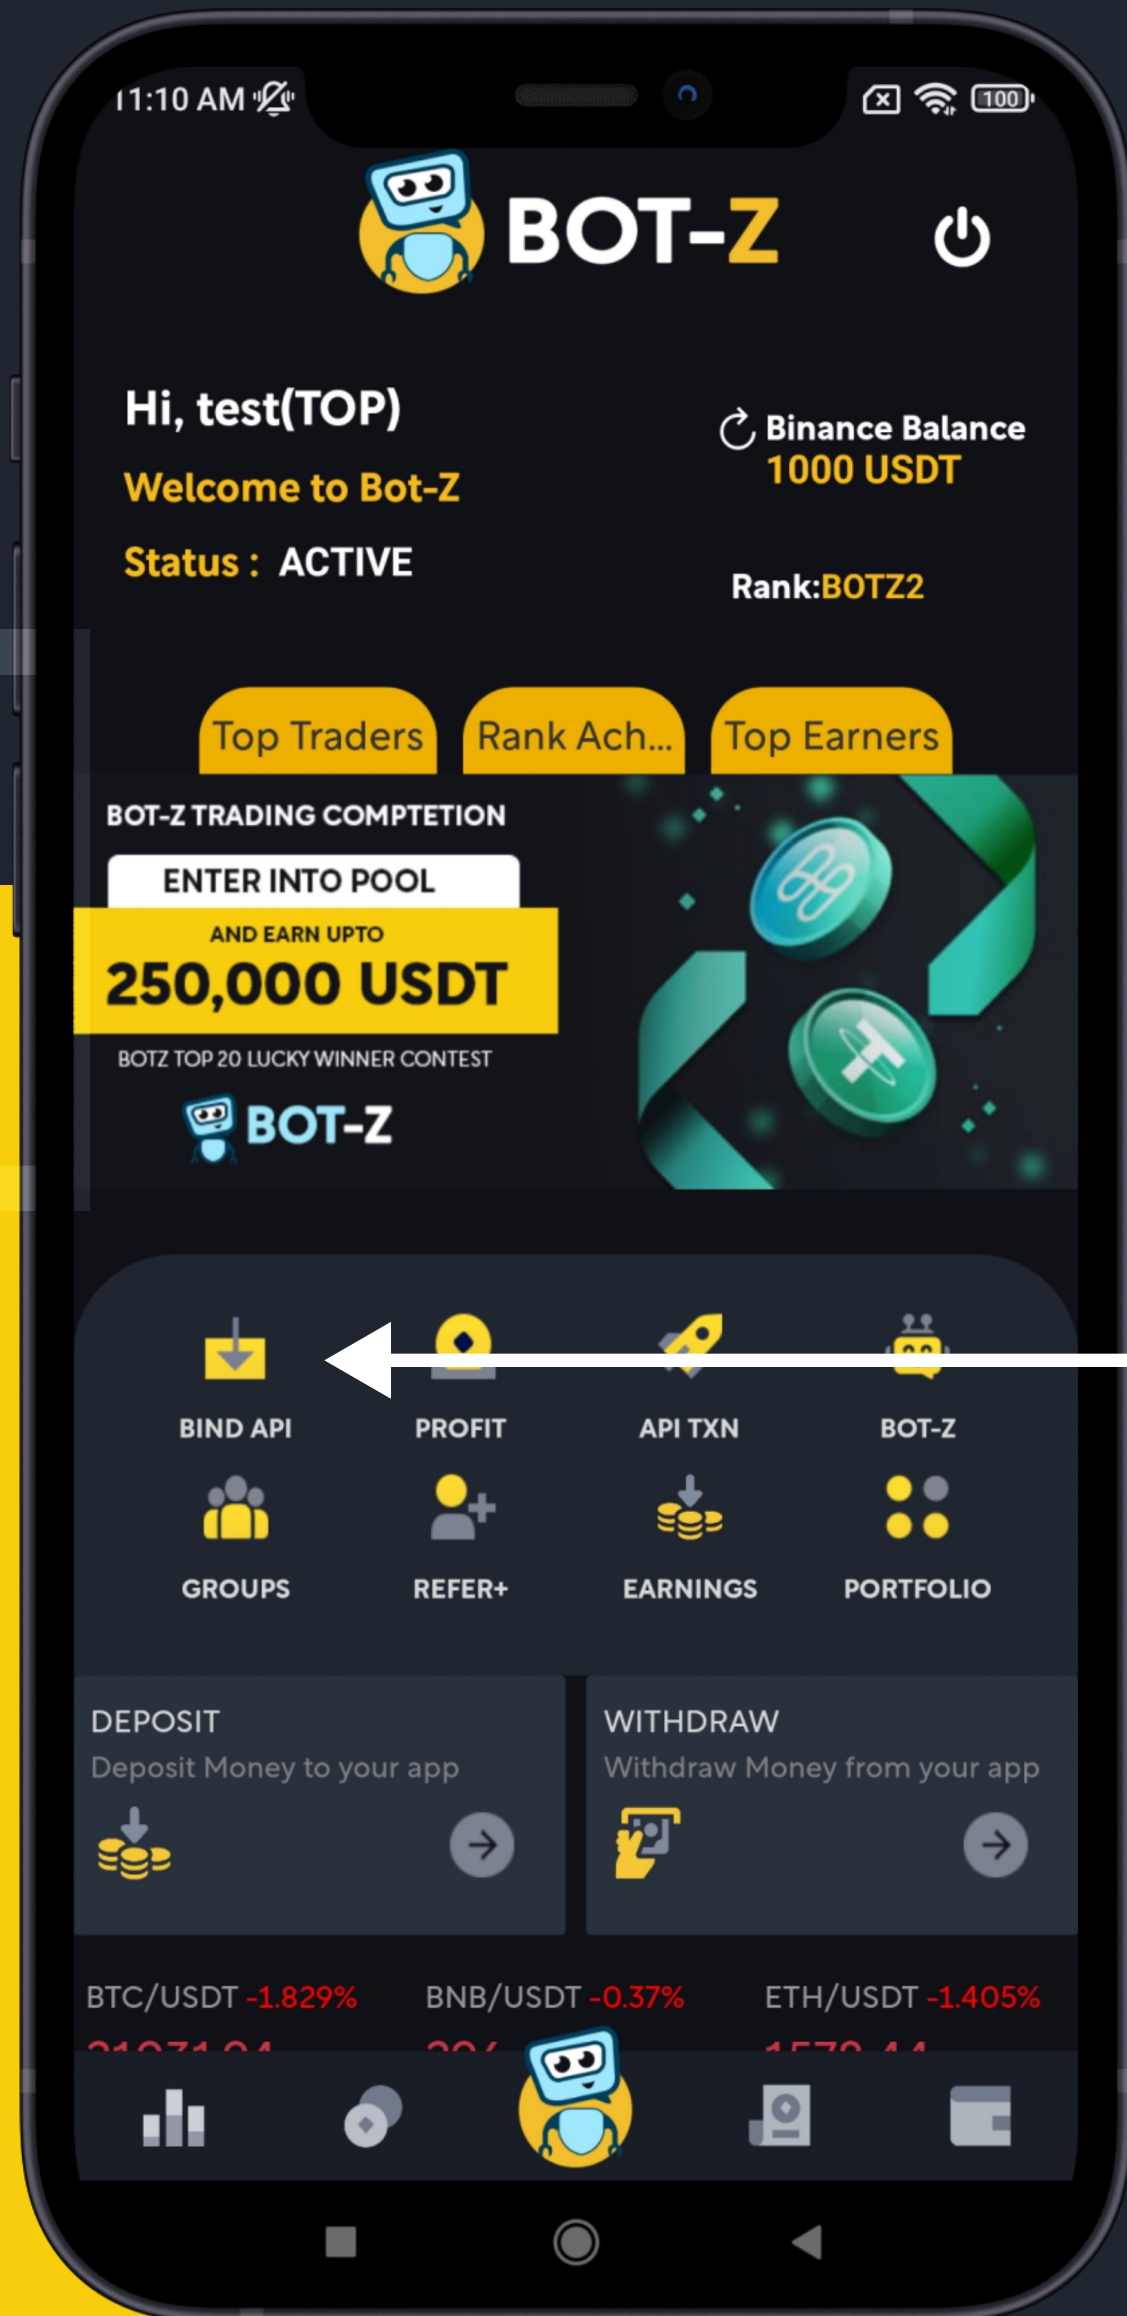 11:10 AM
100
BOT-Z
Hi, test(TOP)
Binance Balance
1000 USDT
Welcome to Bot-Z
Status : ACTIVE
Rank:BOTZ2
Top Traders
Rank Ach...
Top Earners
BOT-Z TRADING COMPTETION
ENTER INTO POOL
AND EARN UPTO
250,000 USDT
BOTZ TOP 20 LUCKY WINNER CONTEST
BOT-Z
BIND API
PROFIT
API TXN
BOT-Z
GROUPS
REFER+
EARNINGS
PORTFOLIO
DEPOSIT
Deposit Money to your app
WITHDRAW
Withdraw Money from your app
BTC/USDT -1.829%
BNB/USDT -0.37%
ETH/USDT -1.405%